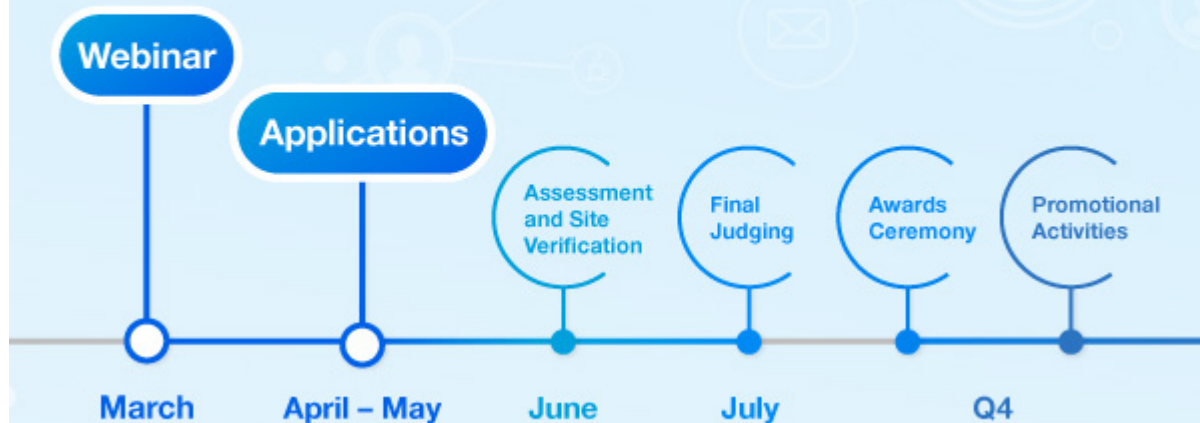 Webinar
Applications
Assessment
and Site
Verification
Final
Judging
Awards
Ceremony
Promotional
Activities
March
April – May
June
July
Q4